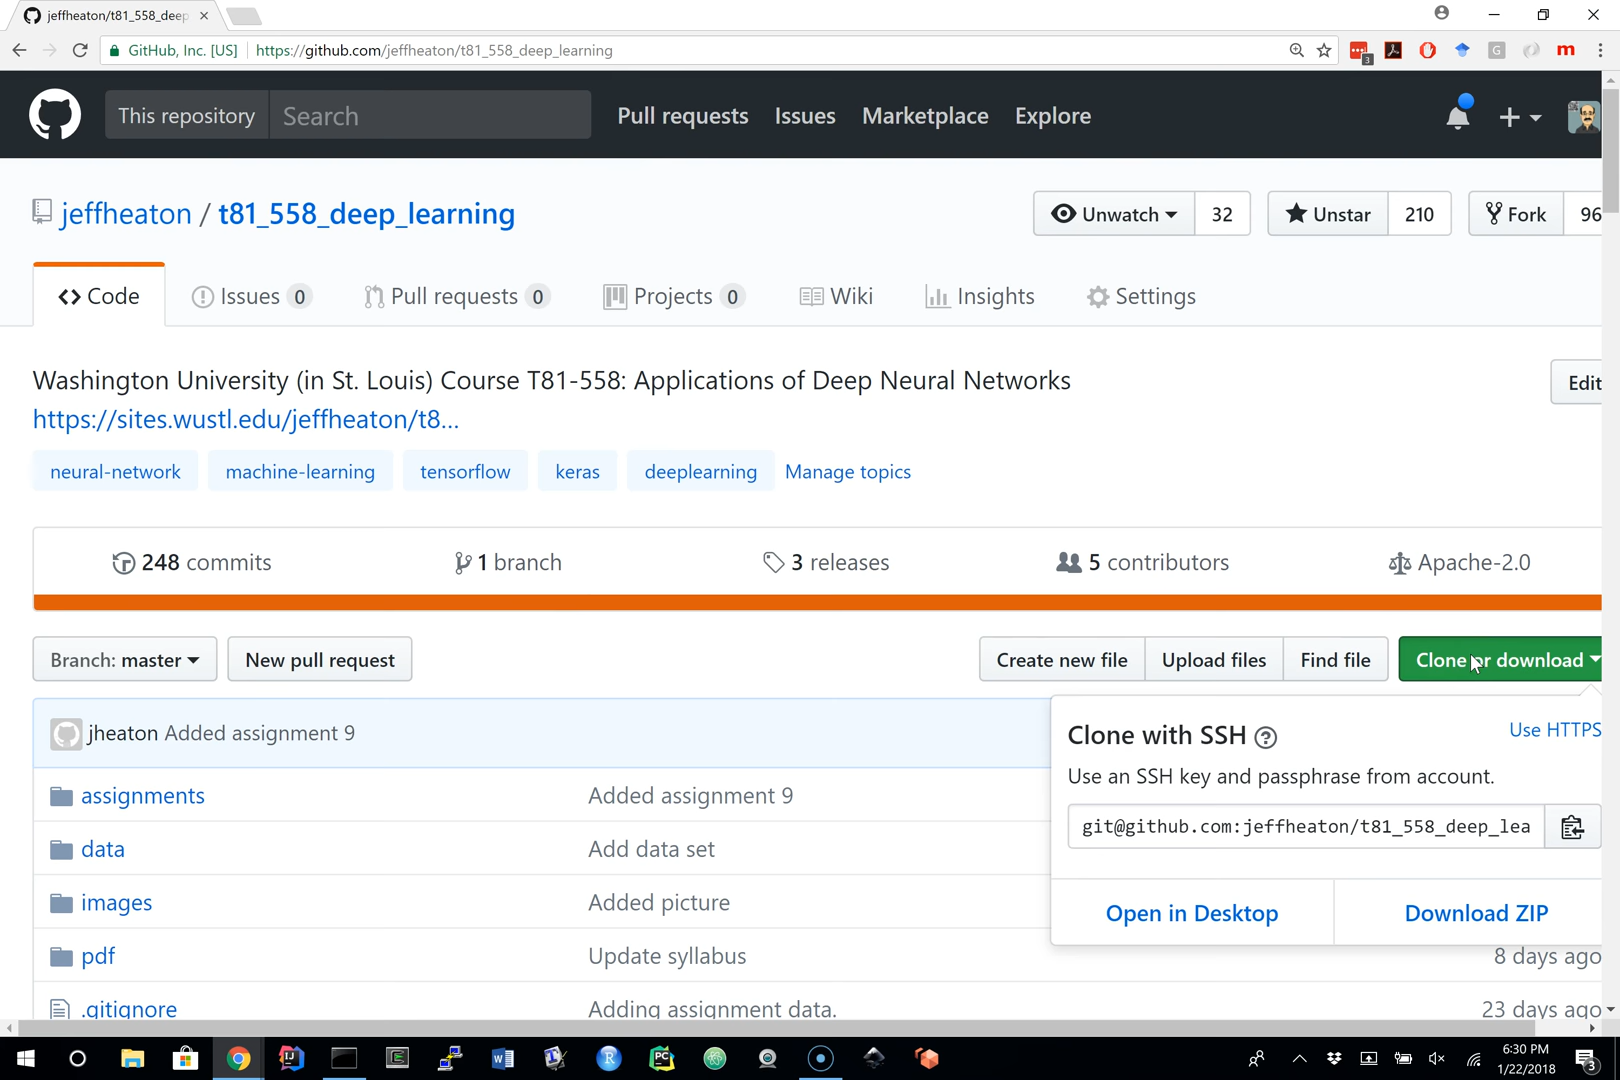 jeffheaton/t81_558_deep
GitHub, Inc. [US] https://github.com/jeffheaton/t81_558_deep_learning
3
G
m
This repository Search Pull requests Issues Marketplace Explore
jeffheaton / t81_558_deep_learning
Unwatch 32 Unstar 210 Fork 96
Code Issues 0 Pull requests 0 Projects 0 Wiki Insights Settings
Washington University (in St. Louis) Course T81-558: Applications of Deep Neural Networks
Edit
https://sites.wustl.edu/jeffheaton/t8...
neural-network machine-learning tensorflow keras deeplearning Manage topics
248 commits 1 branch 3 releases 5 contributors Apache-2.0
Branch: master New pull request Create new file Upload files Find file Clone or download
jheaton Added assignment 9
Clone with SSH ? Use HTTPS
Use an SSH key and passphrase from account.
git@github.com:jeffheaton/t81_558_deep_lea
Open in Desktop Download ZIP
assignments Added assignment 9
data Add data set
images Added picture
pdf Update syllabus 8 days ago
.gitignore Adding assignment data. 23 days ago
IJ
W
R
PC
6:30 PM
1/22/2018
3